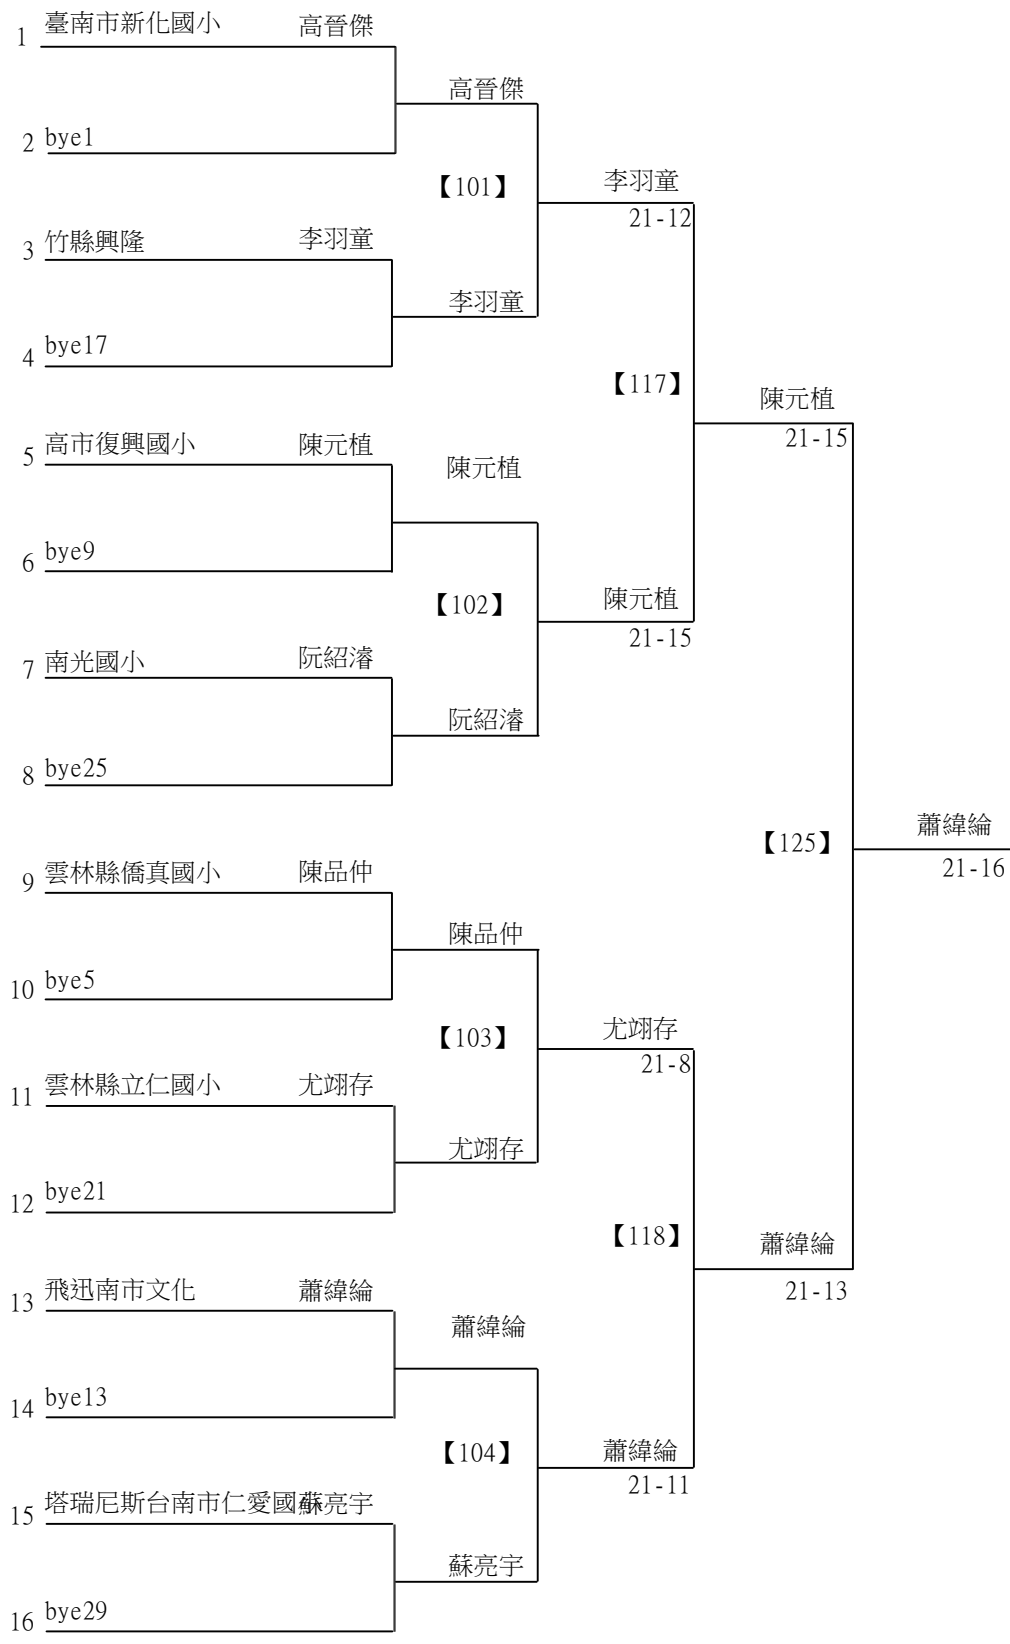 1 臺南市新化國小 高晉傑
高晉傑
2 bye1
【101】 李羽童
21-12
3 竹縣興隆 李羽童
李羽童
4 bye17
【117】 陳元植
21-15
5 高市復興國小 陳元植
陳元植
6 bye9
【102】 陳元植
21-15
7 南光國小 阮紹濬
阮紹濬
8 bye25
【125】 蕭緯綸
21-16
9 雲林縣僑真國小 陳品仲
陳品仲
10 bye5
【103】 尤翊存
21-8
11 雲林縣立仁國小 尤翊存
尤翊存
12 bye21
【118】 蕭緯綸
21-13
13 飛迅南市文化 蕭緯綸
蕭緯綸
14 bye13
【104】 蕭緯綸
21-11
15 塔瑞尼斯台南市仁愛國 蘇亮宇
蘇亮宇
16 bye29